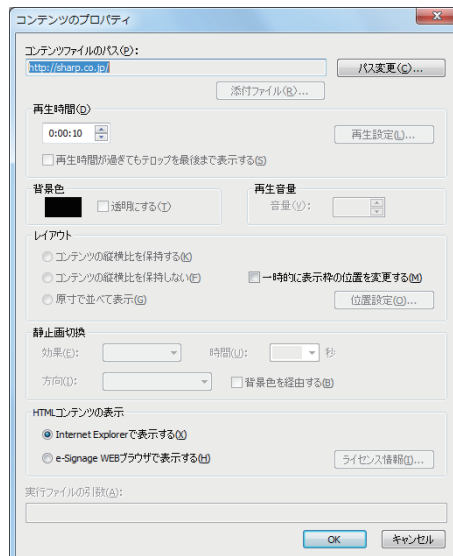 コンテンツのプロパティ
コンテンツファイルのパス(P):
http://sharp.co.jp/
パス変更(C)...
添付ファイル(R)...
再生時間(D)
0:00:10
再生設定(L)...
再生時間が過ぎてもテロップを最後まで表示する(S)
背景色
透明にする(T)
再生音量
音量(V):
レイアウト
コンテンツの縦横比を保持する(K)
コンテンツの縦横比を保持しない(F)
一時的に表示枠の位置を変更する(M)
原寸で並べて表示(G)
位置設定(O)...
静止画切換
効果(E):
時間(U):
秒
方向(I):
背景色を経由する(B)
HTMLコンテンツの表示
Internet Explorerで表示する(X)
e-Signage WEBブラウザで表示する(H)
ライセンス情報(J)...
実行ファイルの引数(A):
OK
キャンセル